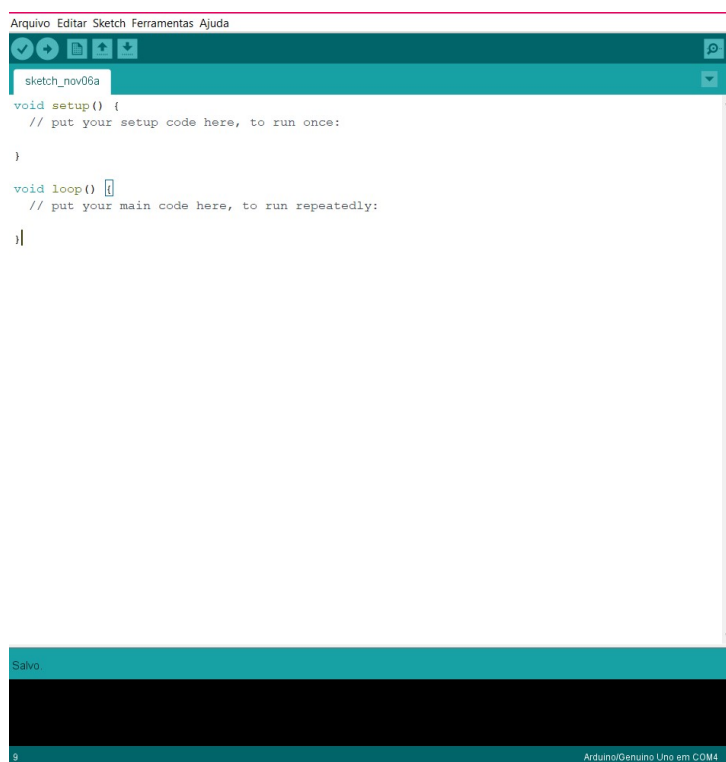 Arquivo Editar Sketch Ferramentas Ajuda
sketch_nov06a
void setup() {
  // put your setup code here, to run once:
}
void loop() {
  // put your main code here, to run repeatedly:
}
Salvo.
9 Arduino/Genuino Uno em COM4